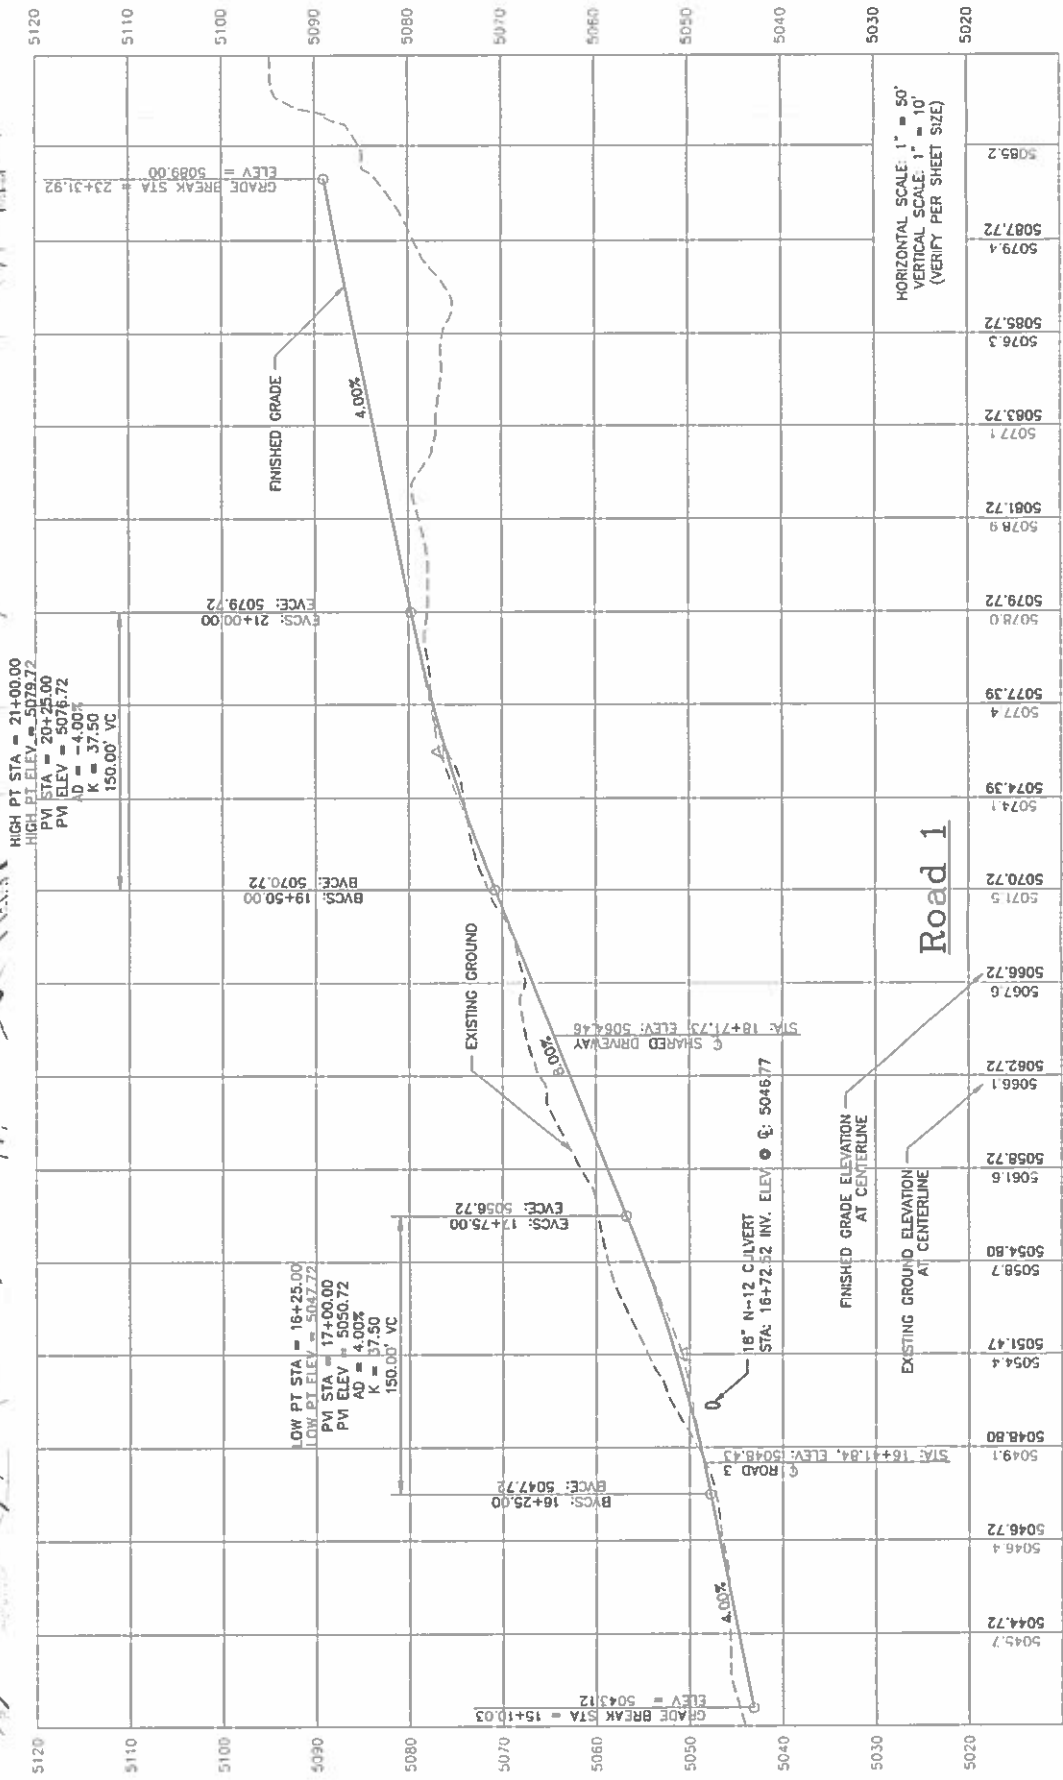 HIGH PT STA = 21+00.00
HIGH PT ELEV = 5079.72
PVI STA = 20+25.00
PVI ELEV = 5076.72
AD = -4.00%
K = 37.50
150.00' VC
LOW PT STA = 16+25.00
LOW PT ELEV = 5047.72
PVI STA = 17+00.00
PVI ELEV = 5050.72
AD = 4.00%
K = 37.50
150.00' VC
5120
5110
5100
5090
5080
5070
5060
5050
5040
5030
5020
5120
5110
5100
5090
5080
5070
5060
5050
5040
5030
5020
GRADE BREAK STA = 15+10.03
ELEV = 5043.12
4.00%
BVCS: 16+25.00
BVCE: 5047.72
℄ ROAD 3
STA: 16+41.84, ELEV: 5048.43
18" N-12 CULVERT
STA: 16+72.52 INV. ELEV @ ℄: 5046.77
EVCS: 17+75.00
EVCE: 5056.72
8.00%
℄ SHARED DRIVEWAY
STA: 18+71.73, ELEV: 5064.46
EXISTING GROUND
BVCS: 19+50.00
BVCE: 5070.72
EVCS: 21+00.00
EVCE: 5079.72
FINISHED GRADE
4.00%
GRADE BREAK STA = 23+31.92
ELEV = 5089.00
FINISHED GRADE ELEVATION
AT CENTERLINE
EXISTING GROUND ELEVATION
AT CENTERLINE
Road 1
HORIZONTAL SCALE: 1" = 50'
VERTICAL SCALE: 1" = 10'
(VERIFY PER SHEET SIZE)
5044.72
5045.7
5046.72
5046.4
5048.80
5049.1
5051.47
5054.4
5054.80
5058.7
5058.72
5061.6
5062.72
5066.1
5066.72
5067.6
5070.72
5071.5
5074.39
5074.1
5077.39
5077.4
5079.72
5078.0
5081.72
5078.9
5083.72
5077.1
5085.72
5076.3
5087.72
5079.4
5085.2